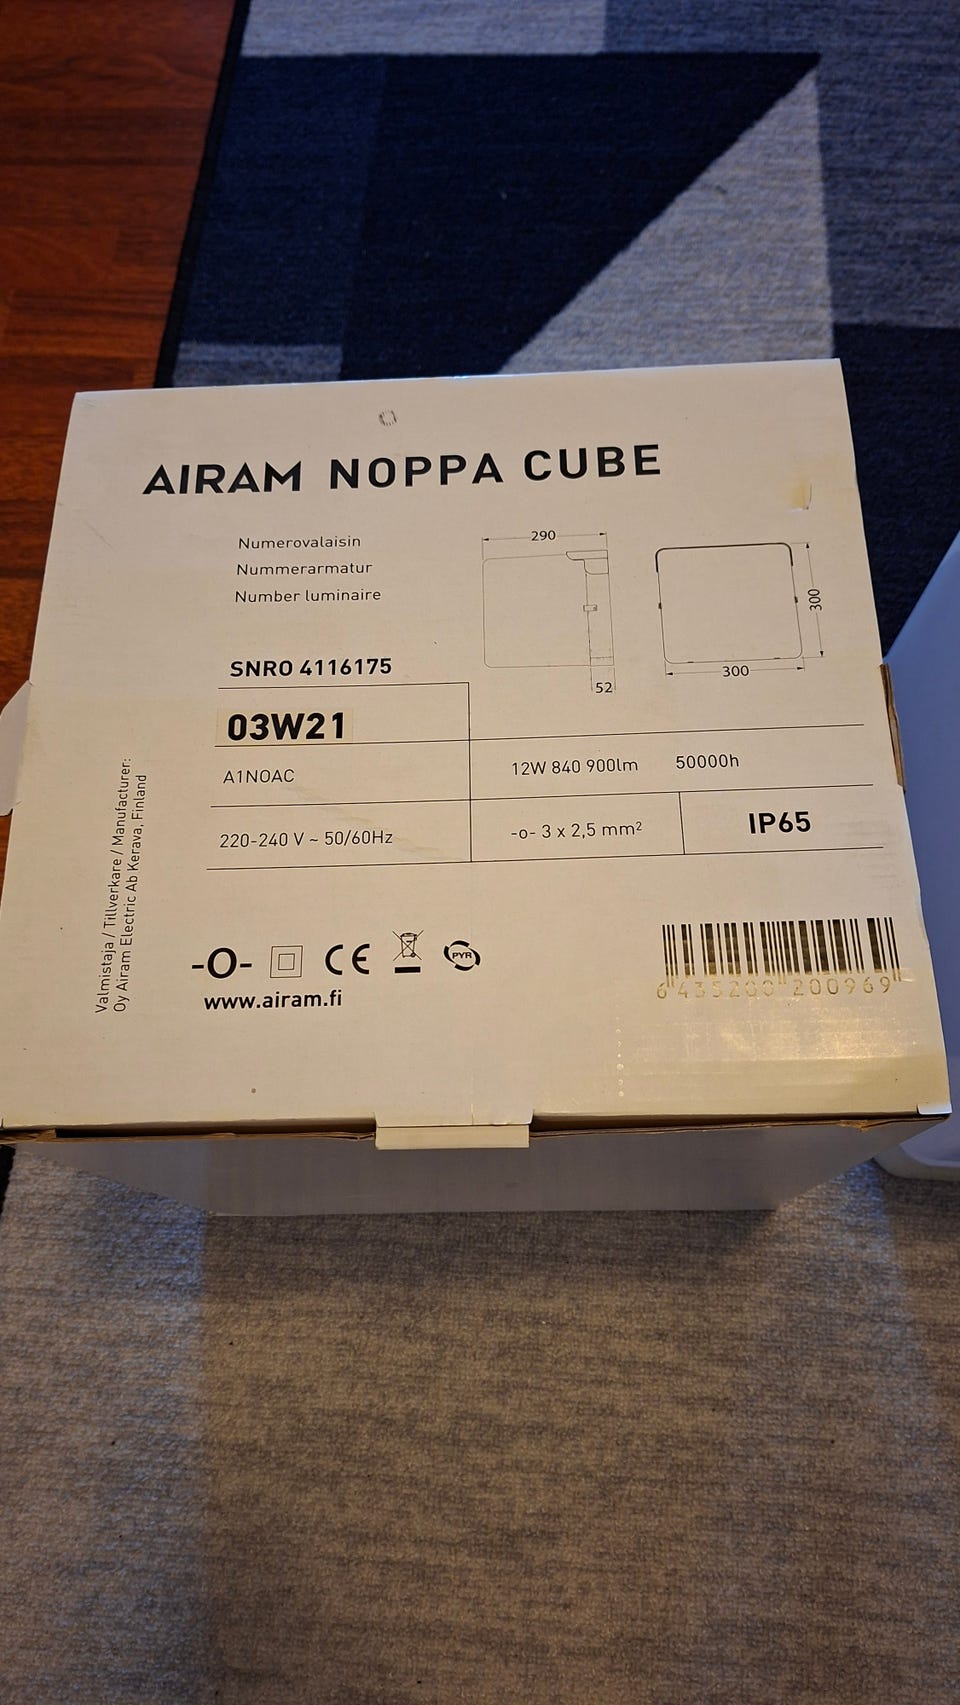 AIRAM NOPPA CUBE
Numerovalaisin
Nummerarmatur
Number luminaire
290
300
300
52
SNRO 4116175
03W21
A1NOAC
12W 840 900lm 50000h
220-240 V ~ 50/60Hz
-o- 3 x 2,5 mm²
IP65
Valmistaja / Tillverkare / Manufacturer:
Oy Airam Electric Ab Kerava, Finland
-O- CE PYR
www.airam.fi
6 435200 200969